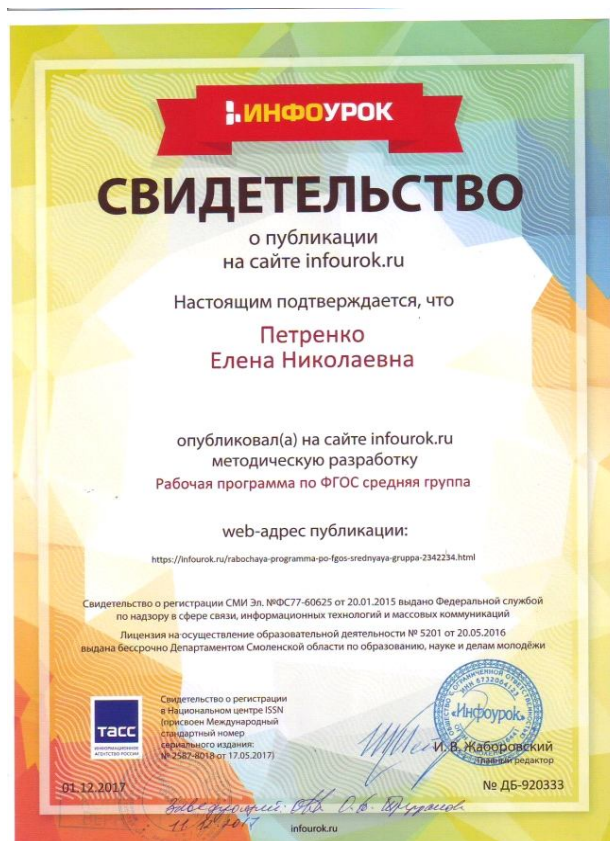 ИНФОУРОК
СВИДЕТЕЛЬСТВО
о публикации
на сайте infourok.ru
Настоящим подтверждается, что
Петренко
Елена Николаевна
опубликовал(а) на сайте infourok.ru
методическую разработку
Рабочая программа по ФГОС средняя группа
web-адрес публикации:
https://infourok.ru/rabochaya-programma-po-fgos-srednyaya-gruppa-2342234.html
Свидетельство о регистрации СМИ Эл. №ФС77-60625 от 20.01.2015 выдано Федеральной службой
по надзору в сфере связи, информационных технологий и массовых коммуникаций
Лицензия на осуществление образовательной деятельности № 5201 от 20.05.2016
выдана бессрочно Департаментом Смоленской области по образованию, науке и делам молодёжи
Свидетельство о регистрации
в Национальном центре ISSN
(присвоен Международный
стандартный номер
сериального издания:
№ 2587-8018 от 17.05.2017)
ТАСС
ИНФОРМАЦИОННОЕ
АГЕНТСТВО РОССИИ
«Инфоурок»
И. В. Жаборовский
Главный редактор
01.12.2017
№ ДБ-920333
infourok.ru